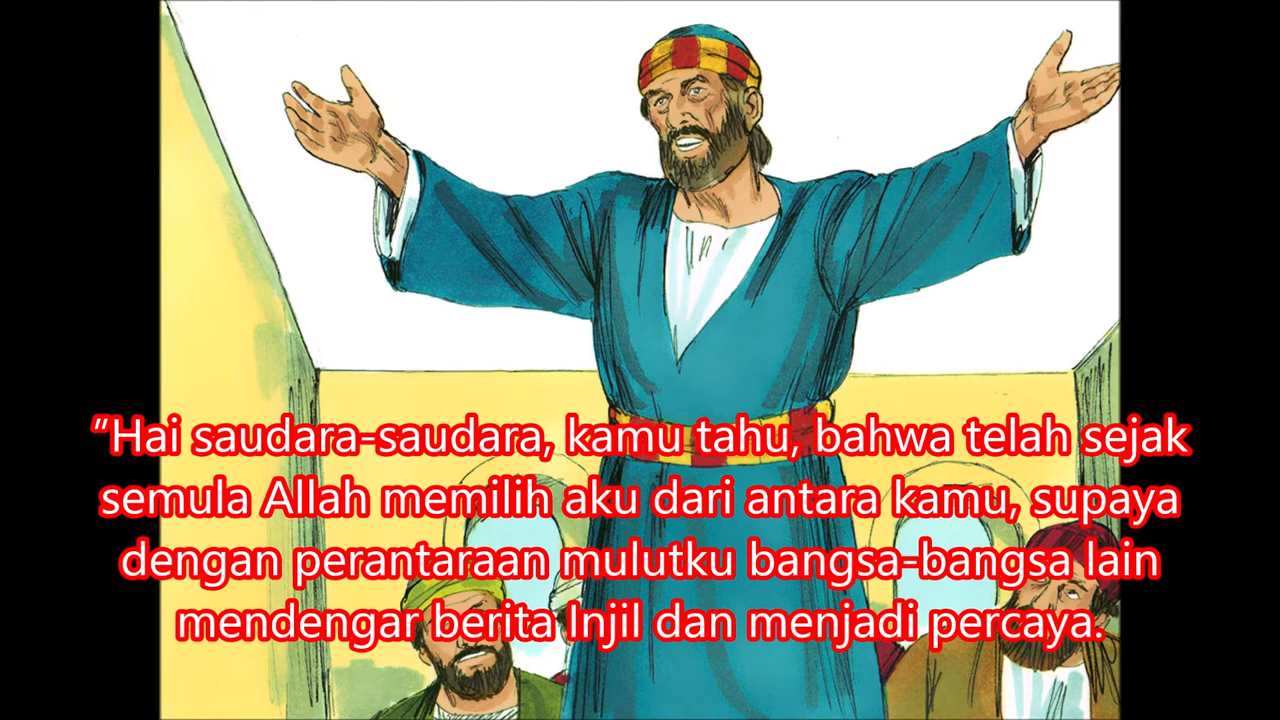 ”Hai saudara-saudara, kamu tahu, bahwa telah sejak
semula Allah memilih aku dari antara kamu, supaya
dengan perantaraan mulutku bangsa-bangsa lain
mendengar berita Injil dan menjadi percaya.